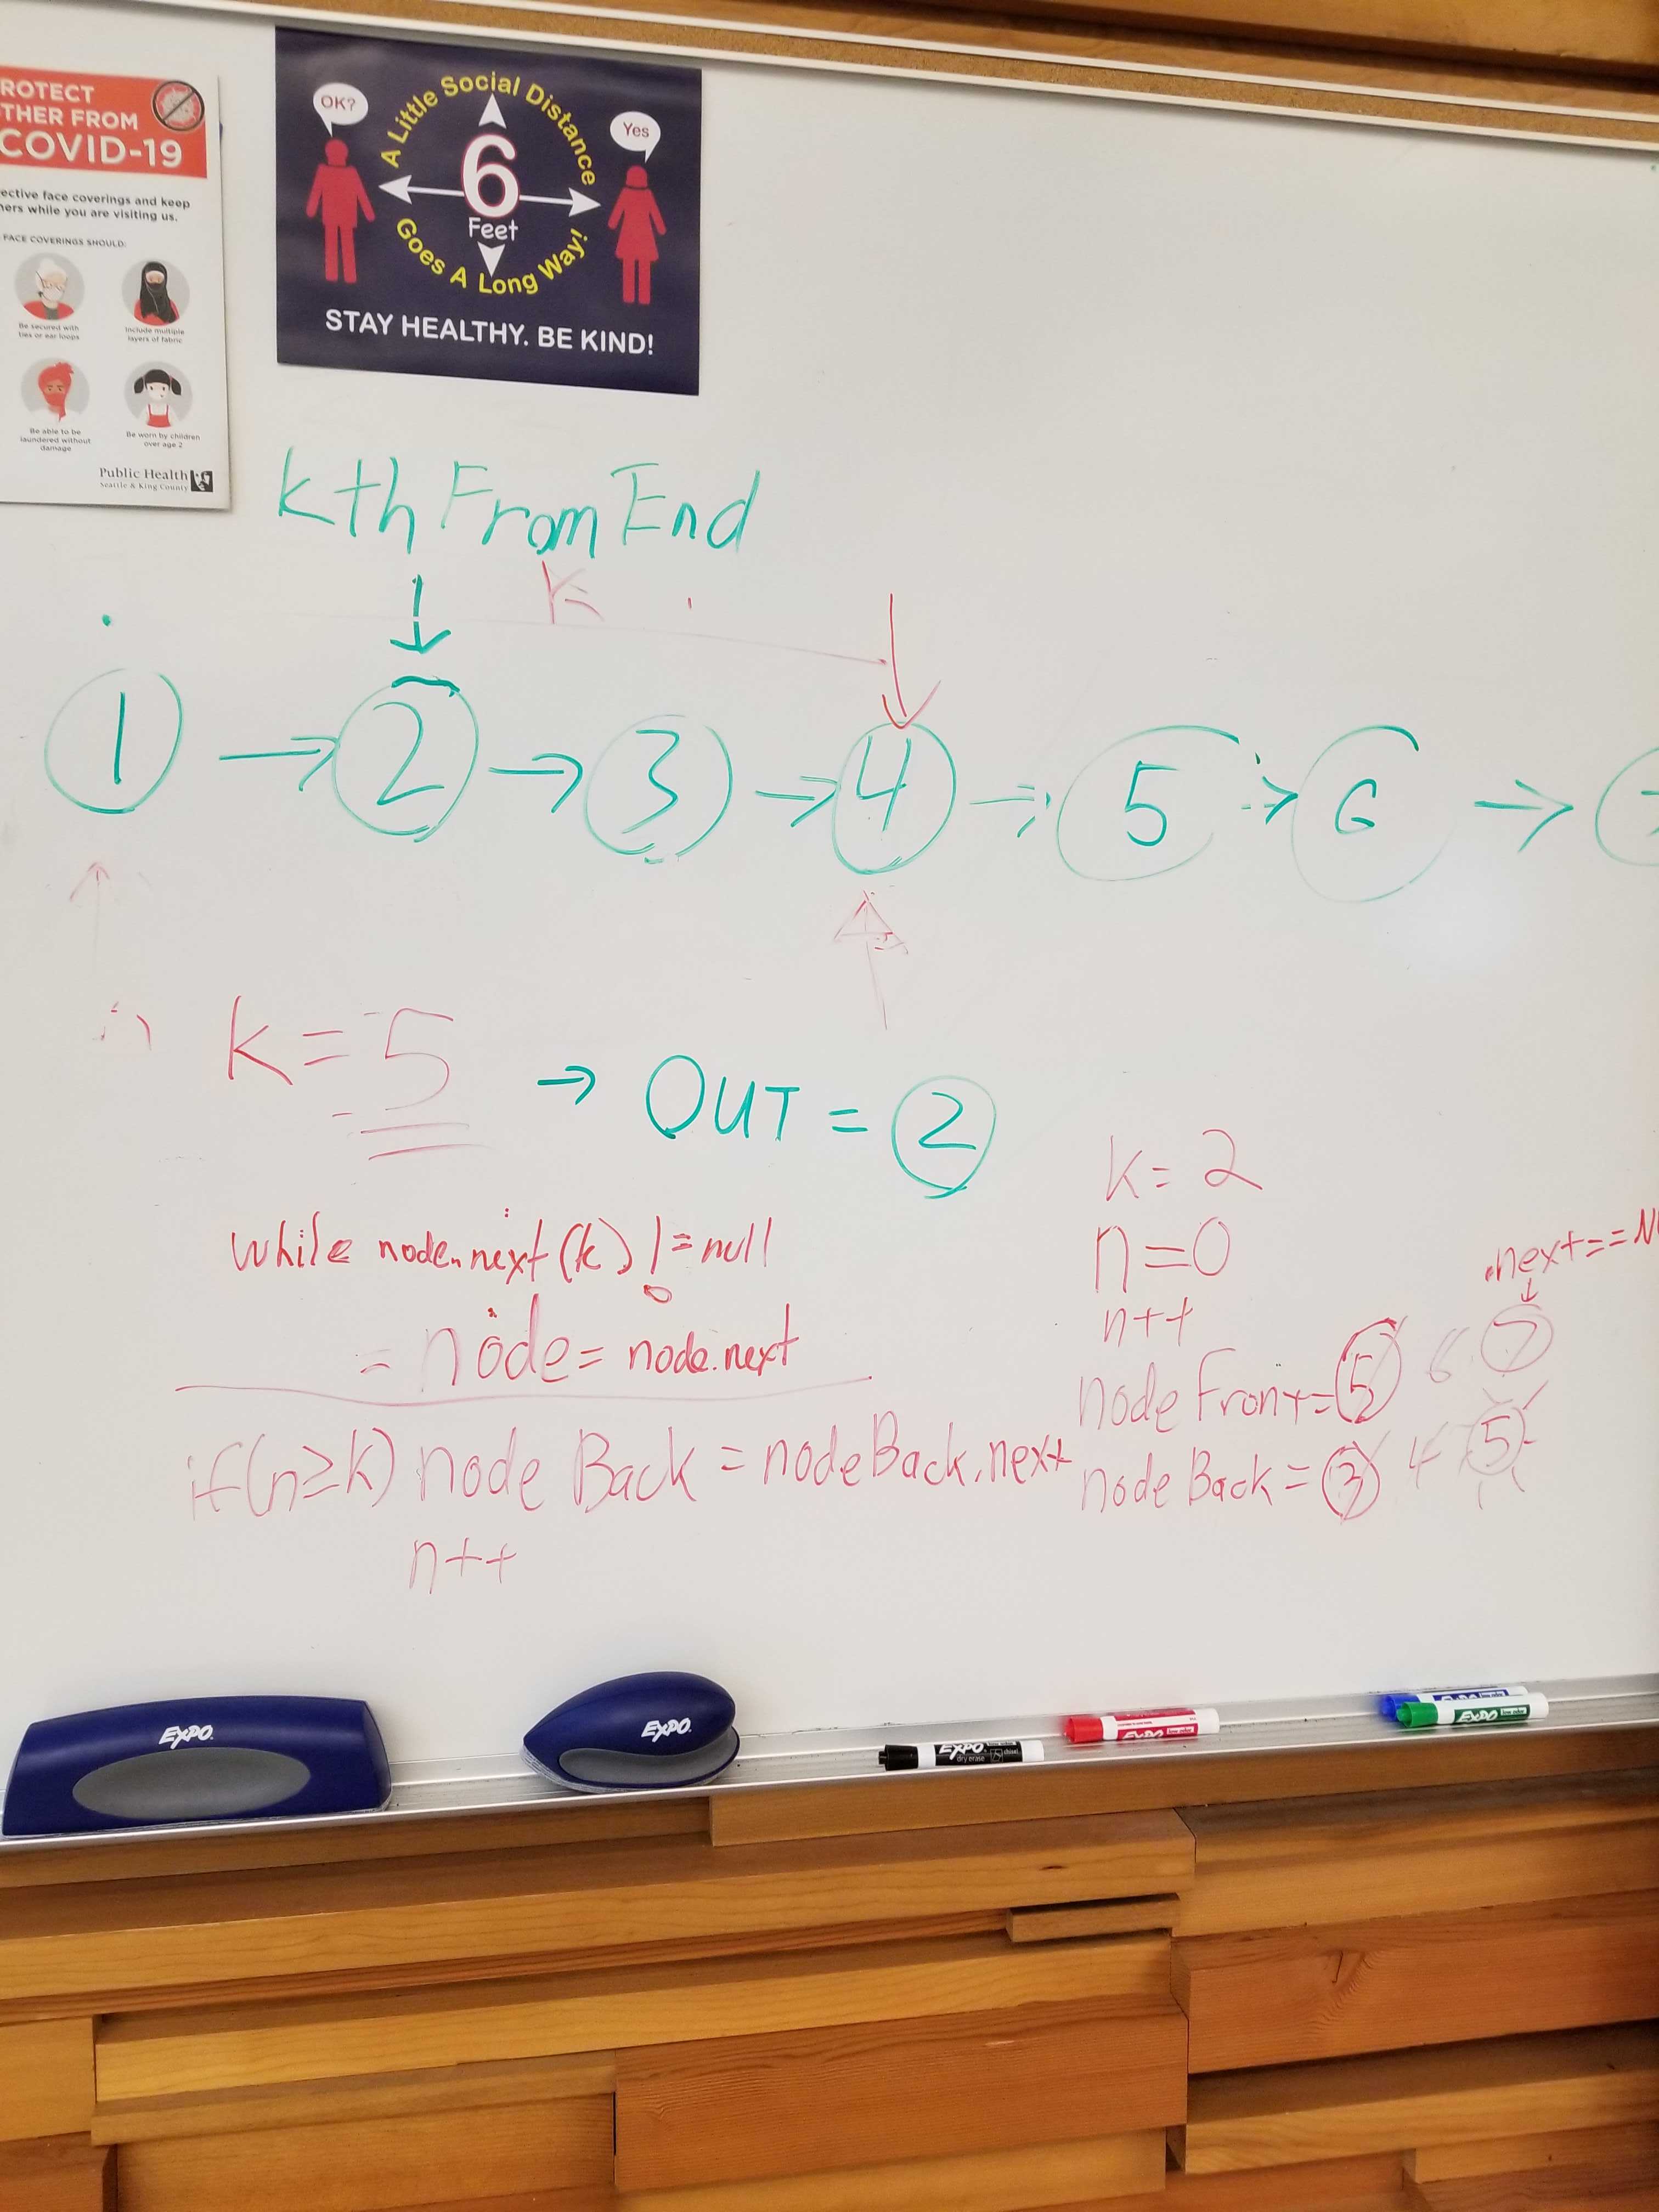 ROTECT
THER FROM
COVID-19
ective face coverings and keep
ers while you are visiting us.
FACE COVERINGS SHOULD:
Be secured with
ties or ear loops
Include multiple
layers of fabric
Be able to be
laundered without
damage
Be worn by children
over age 2
Public Health
Seattle & King County
OK?
Yes
A Little Social Distance
6
Feet
Goes A Long Way!
STAY HEALTHY. BE KIND!
kth From End
K
1 → 2 → 3 → 4 → 5 → 6 →
k = 5 → OUT = 2
while node.next(k) != null
= node = node.next
if(n≥k) node Back = nodeBack.next
n++
k = 2
n = 0
n++
.next==N
node Front = 5 6 7
node Back = 3 4 5
EXPO
EXPO
EXPO
dry erase
chisel
EXPO
EXPO
EXPO